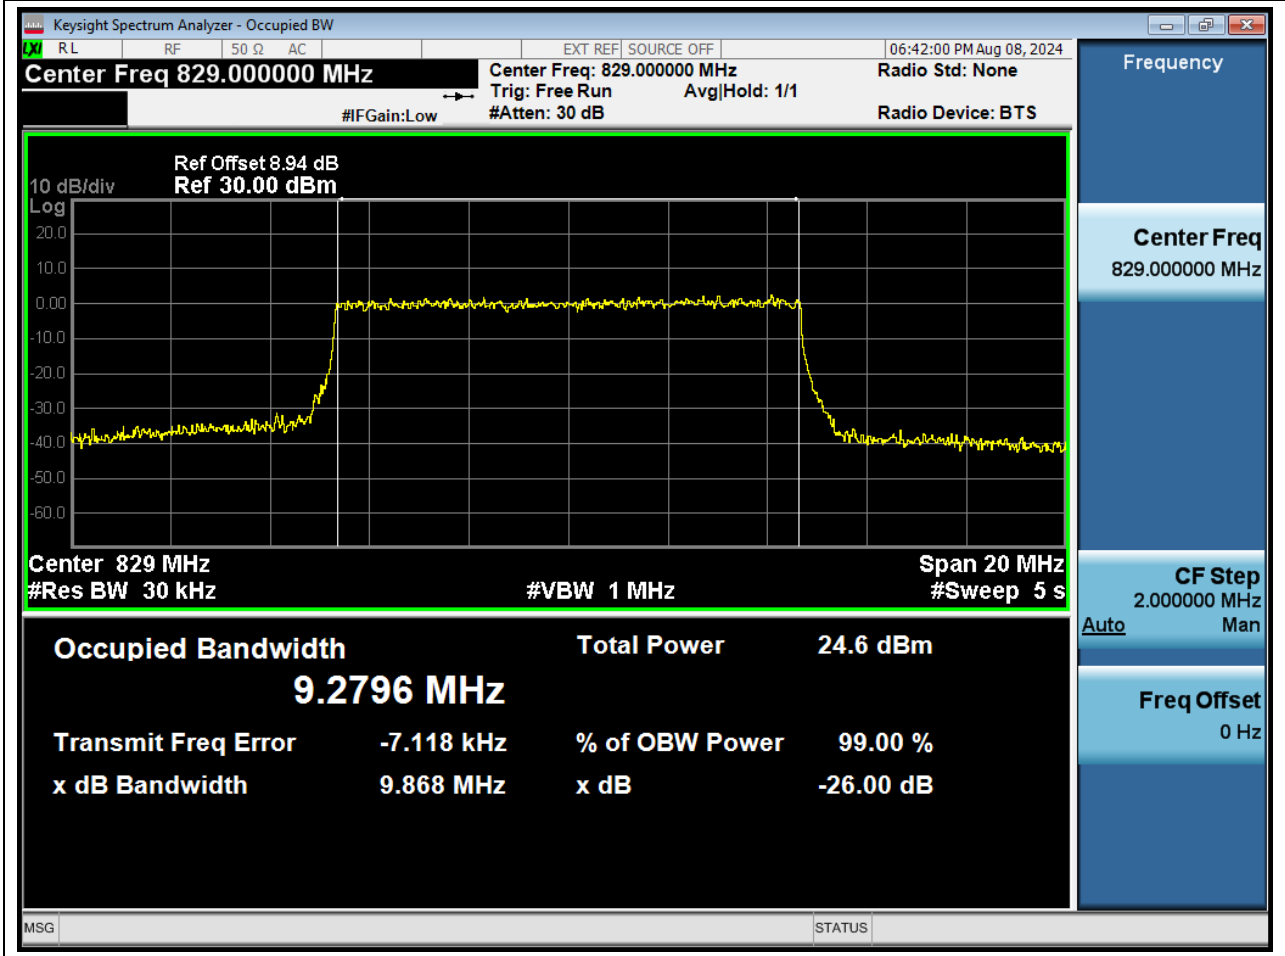 Keysight Spectrum Analyzer - Occupied BW
LXI RL RF 50 Ω AC EXT REF SOURCE OFF 06:42:00 PM Aug 08, 2024
Center Freq 829.000000 MHz
Center Freq: 829.000000 MHz
Radio Std: None
Trig: Free Run Avg|Hold: 1/1
#IFGain:Low
#Atten: 30 dB
Radio Device: BTS
Ref Offset 8.94 dB
10 dB/div Ref 30.00 dBm
Log
20.0
10.0
0.00
-10.0
-20.0
-30.0
-40.0
-50.0
-60.0
Center 829 MHz Span 20 MHz
#Res BW 30 kHz #VBW 1 MHz #Sweep 5 s
Occupied Bandwidth
9.2796 MHz
Total Power 24.6 dBm
Transmit Freq Error -7.118 kHz % of OBW Power 99.00 %
x dB Bandwidth 9.868 MHz x dB -26.00 dB
Frequency
Center Freq
829.000000 MHz
CF Step
2.000000 MHz
Auto Man
Freq Offset
0 Hz
MSG STATUS